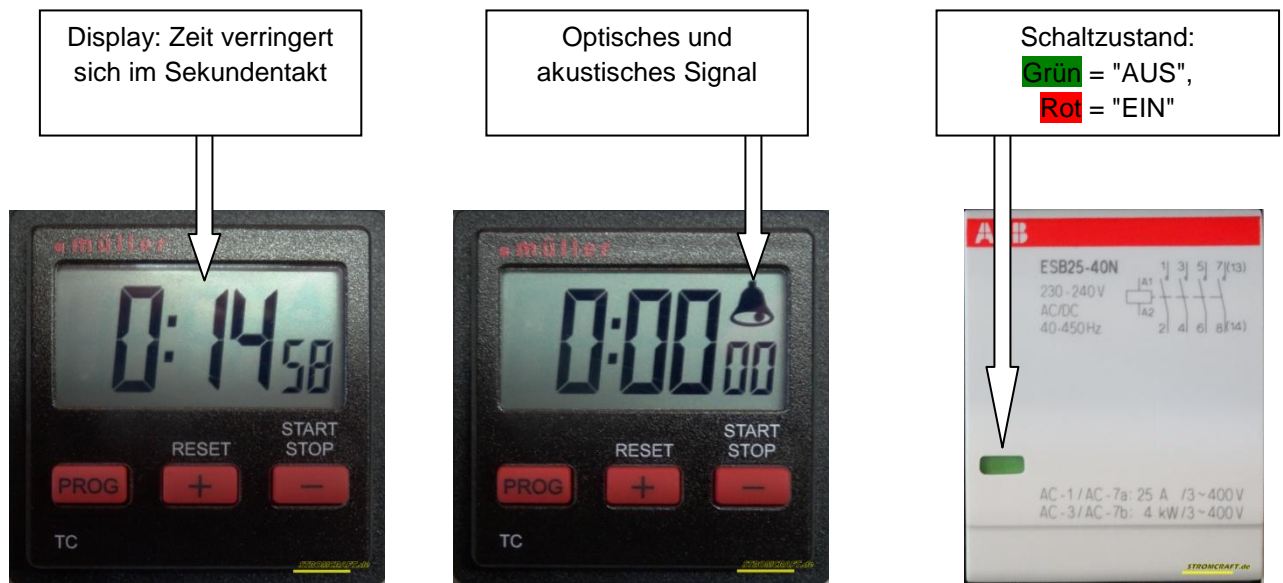 Display: Zeit verringert
sich im Sekundentakt
Optisches und
akustisches Signal
Schaltzustand:
Grün = "AUS",
Rot = "EIN"
müller
0:14 58
START
RESET STOP
PROG + −
TC
STROMCRAFT.de
müller
0:00 00
START
RESET STOP
PROG + −
TC
STROMCRAFT.de
ABB
ESB25-40N
230-240V
AC/DC
40-450Hz
A1
A2
1 3 5 7(13)
2 4 6 8(14)
AC-1/AC-7a: 25 A /3~400V
AC-3/AC-7b: 4 kW/3~400V
STROMCRAFT.de